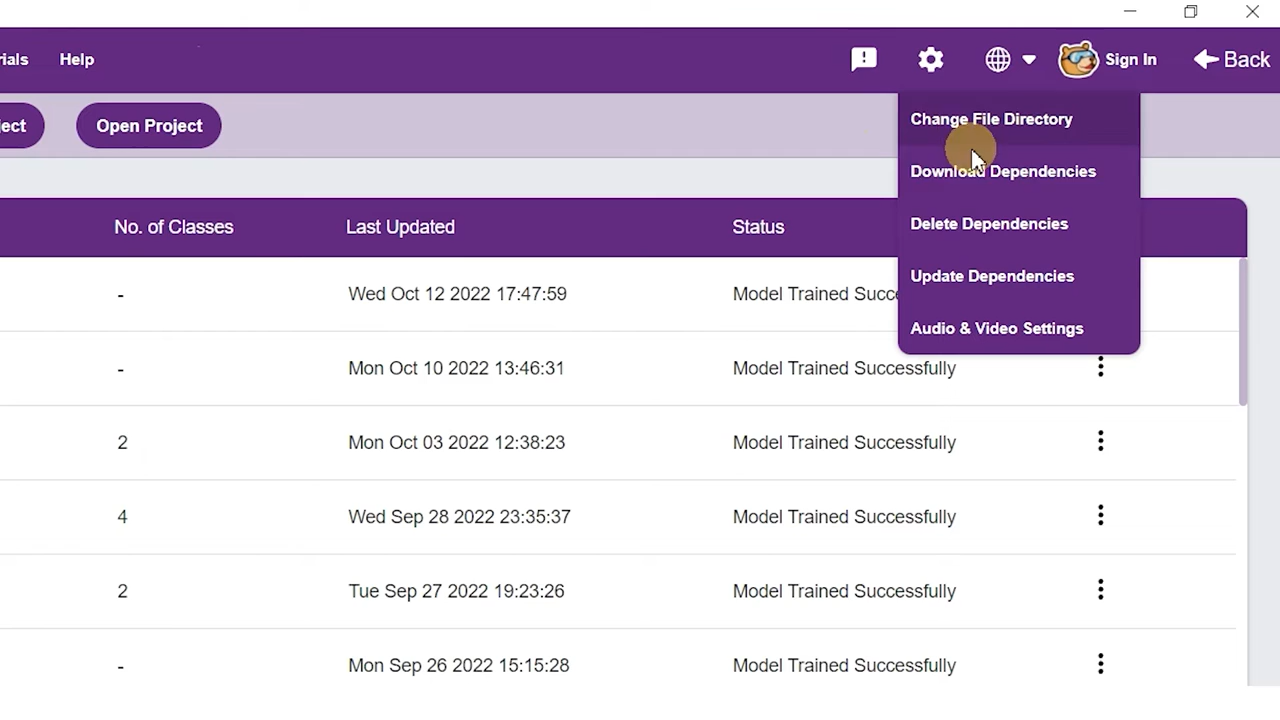 rials Help Sign In Back
ject Open Project
Change File Directory
Download Dependencies
Delete Dependencies
Update Dependencies
Audio & Video Settings
No. of Classes Last Updated Status
- Wed Oct 12 2022 17:47:59 Model Trained Succe
- Mon Oct 10 2022 13:46:31 Model Trained Successfully
2 Mon Oct 03 2022 12:38:23 Model Trained Successfully
4 Wed Sep 28 2022 23:35:37 Model Trained Successfully
2 Tue Sep 27 2022 19:23:26 Model Trained Successfully
- Mon Sep 26 2022 15:15:28 Model Trained Successfully